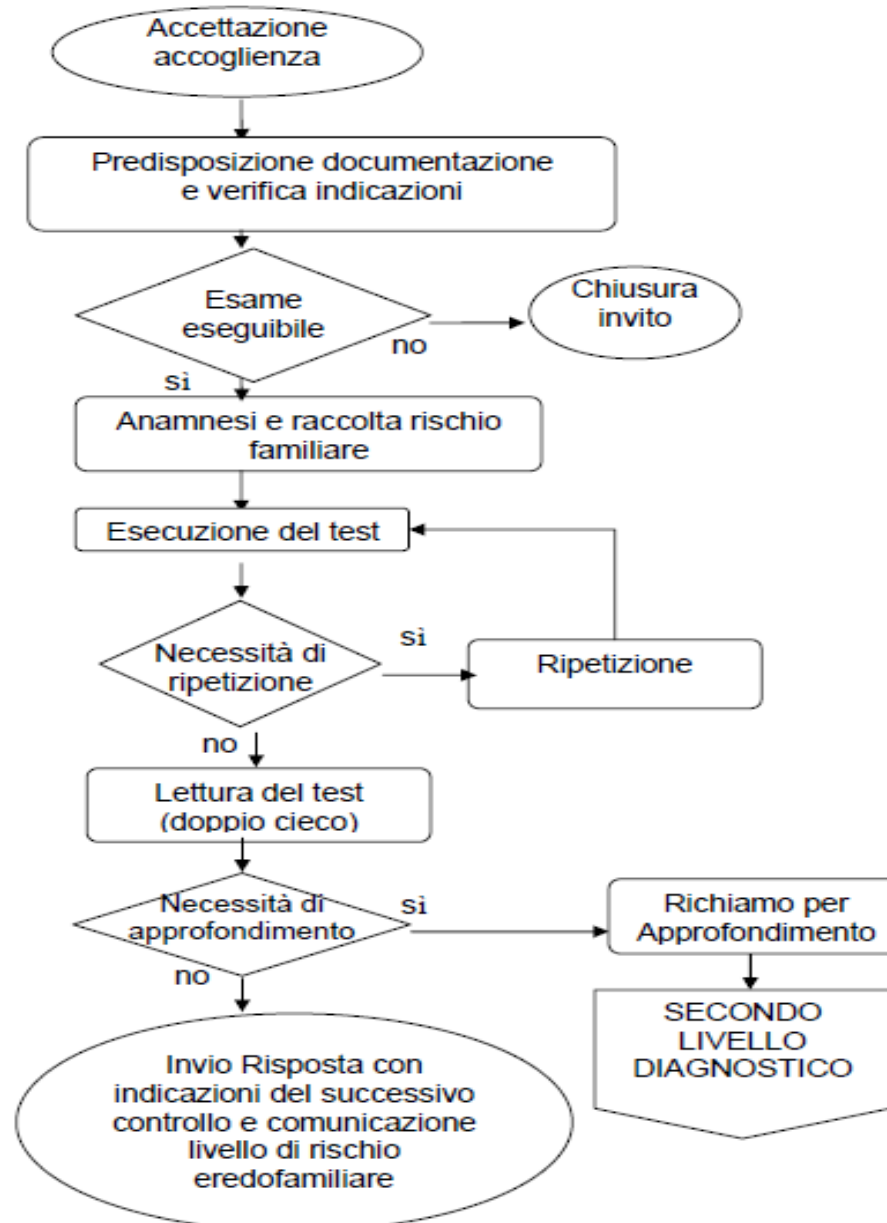 Accettazione
accoglienza
Predisposizione documentazione
e verifica indicazioni
Esame
eseguibile
no
Chiusura
invito
sì
Anamnesi e raccolta rischio
familiare
Esecuzione del test
Necessità di
ripetizione
sì
Ripetizione
no
Lettura del test
(doppio cieco)
Necessità di
approfondimento
sì
Richiamo per
Approfondimento
no
SECONDO
LIVELLO
DIAGNOSTICO
Invio Risposta con
indicazioni del successivo
controllo e comunicazione
livello di rischio
eredofamiliare